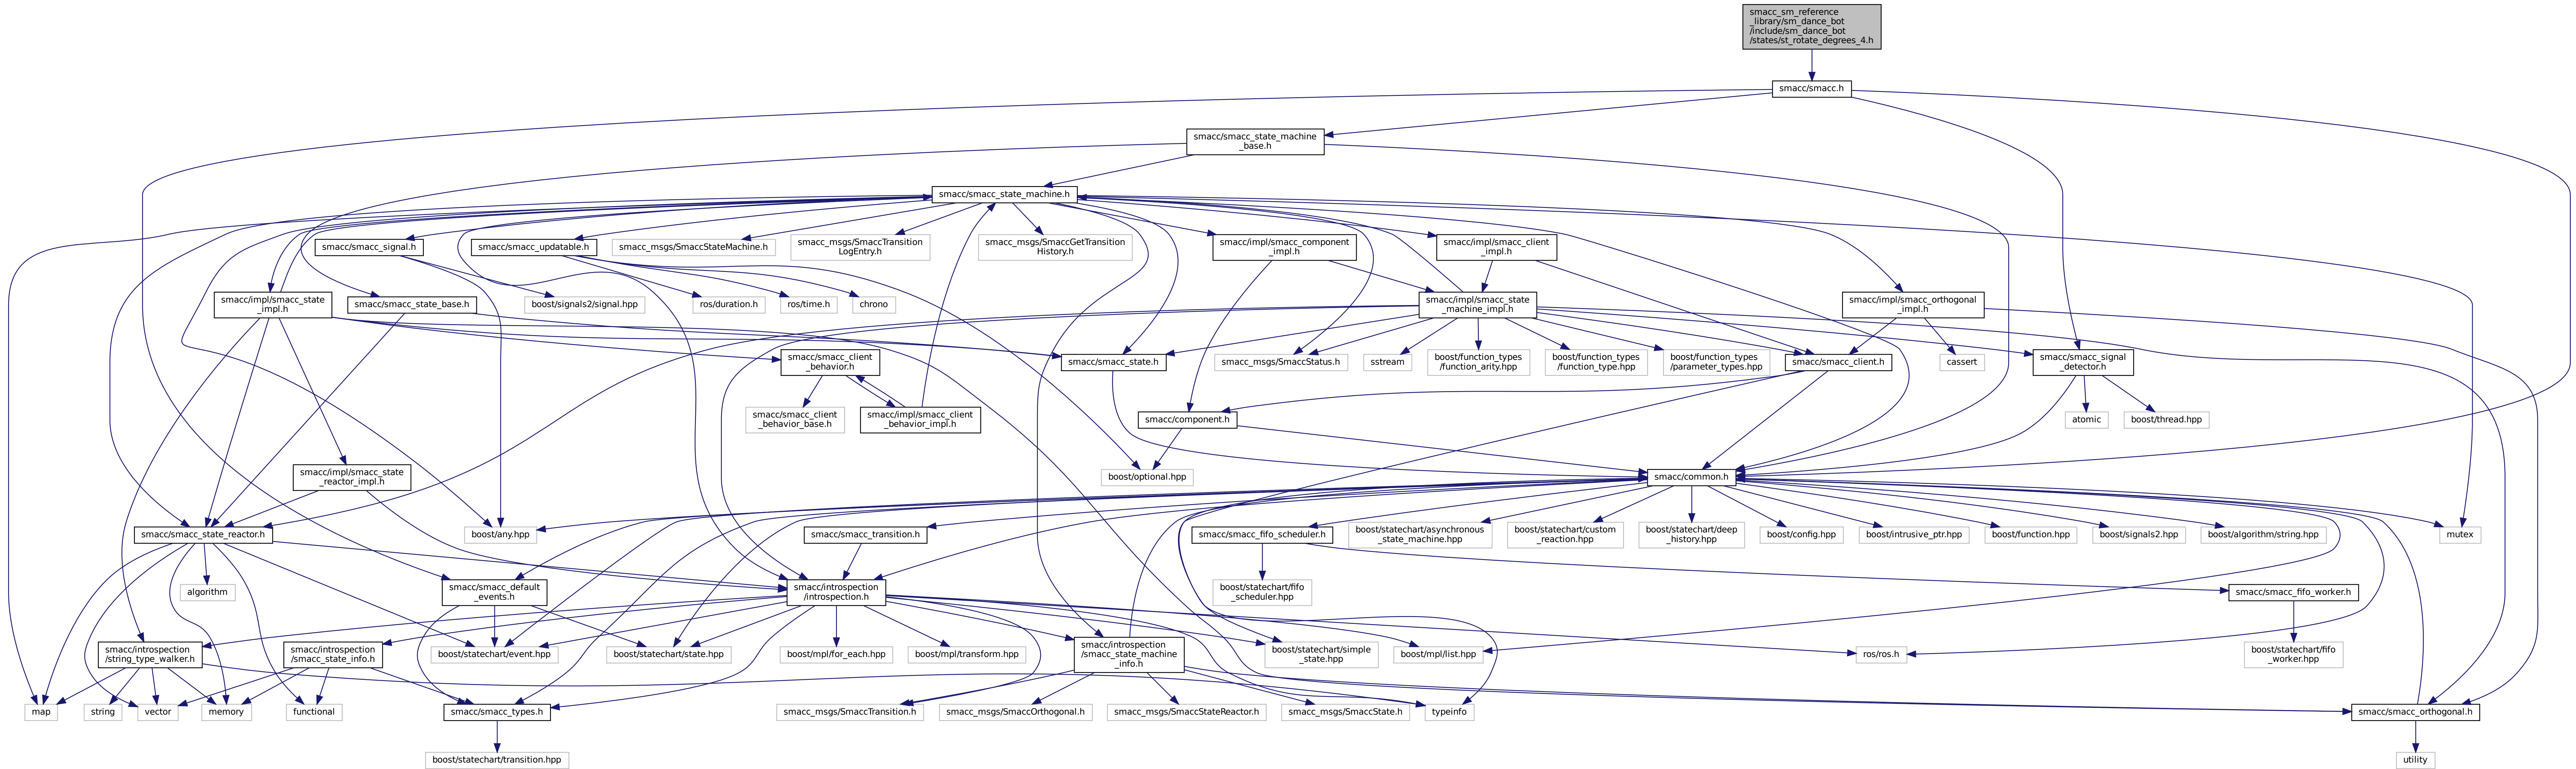 smacc_sm_reference
_library/sm_dance_bot
/include/sm_dance_bot
/states/st_rotate_degrees_4.h
smacc/smacc.h
smacc/smacc_state_machine
_base.h
smacc/smacc_state_machine.h
smacc/smacc_signal.h
smacc/smacc_updatable.h
smacc_msgs/SmaccStateMachine.h
smacc_msgs/SmaccTransition
LogEntry.h
smacc_msgs/SmaccGetTransition
History.h
smacc/impl/smacc_component
_impl.h
smacc/impl/smacc_client
_impl.h
smacc/impl/smacc_state
_impl.h
smacc/smacc_state_base.h
boost/signals2/signal.hpp
ros/duration.h
ros/time.h
chrono
smacc/impl/smacc_state
_machine_impl.h
smacc/impl/smacc_orthogonal
_impl.h
smacc/smacc_client
_behavior.h
smacc/smacc_state.h
smacc_msgs/SmaccStatus.h
sstream
boost/function_types
/function_arity.hpp
boost/function_types
/function_type.hpp
boost/function_types
/parameter_types.hpp
smacc/smacc_client.h
cassert
smacc/smacc_signal
_detector.h
smacc/smacc_client
_behavior_base.h
smacc/impl/smacc_client
_behavior_impl.h
smacc/component.h
atomic
boost/thread.hpp
smacc/impl/smacc_state
_reactor_impl.h
boost/optional.hpp
smacc/common.h
smacc/smacc_state_reactor.h
boost/any.hpp
smacc/smacc_transition.h
smacc/smacc_fifo_scheduler.h
boost/statechart/asynchronous
_state_machine.hpp
boost/statechart/custom
_reaction.hpp
boost/statechart/deep
_history.hpp
boost/config.hpp
boost/intrusive_ptr.hpp
boost/function.hpp
boost/signals2.hpp
boost/algorithm/string.hpp
mutex
algorithm
smacc/smacc_default
_events.h
smacc/introspection
/introspection.h
boost/statechart/fifo
_scheduler.hpp
smacc/smacc_fifo_worker.h
smacc/introspection
/string_type_walker.h
smacc/introspection
/smacc_state_info.h
boost/statechart/event.hpp
boost/statechart/state.hpp
boost/mpl/for_each.hpp
boost/mpl/transform.hpp
smacc/introspection
/smacc_state_machine
_info.h
boost/statechart/simple
_state.hpp
boost/mpl/list.hpp
ros/ros.h
boost/statechart/fifo
_worker.hpp
map
string
vector
memory
functional
smacc/smacc_types.h
smacc_msgs/SmaccTransition.h
smacc_msgs/SmaccOrthogonal.h
smacc_msgs/SmaccStateReactor.h
smacc_msgs/SmaccState.h
typeinfo
smacc/smacc_orthogonal.h
boost/statechart/transition.hpp
utility